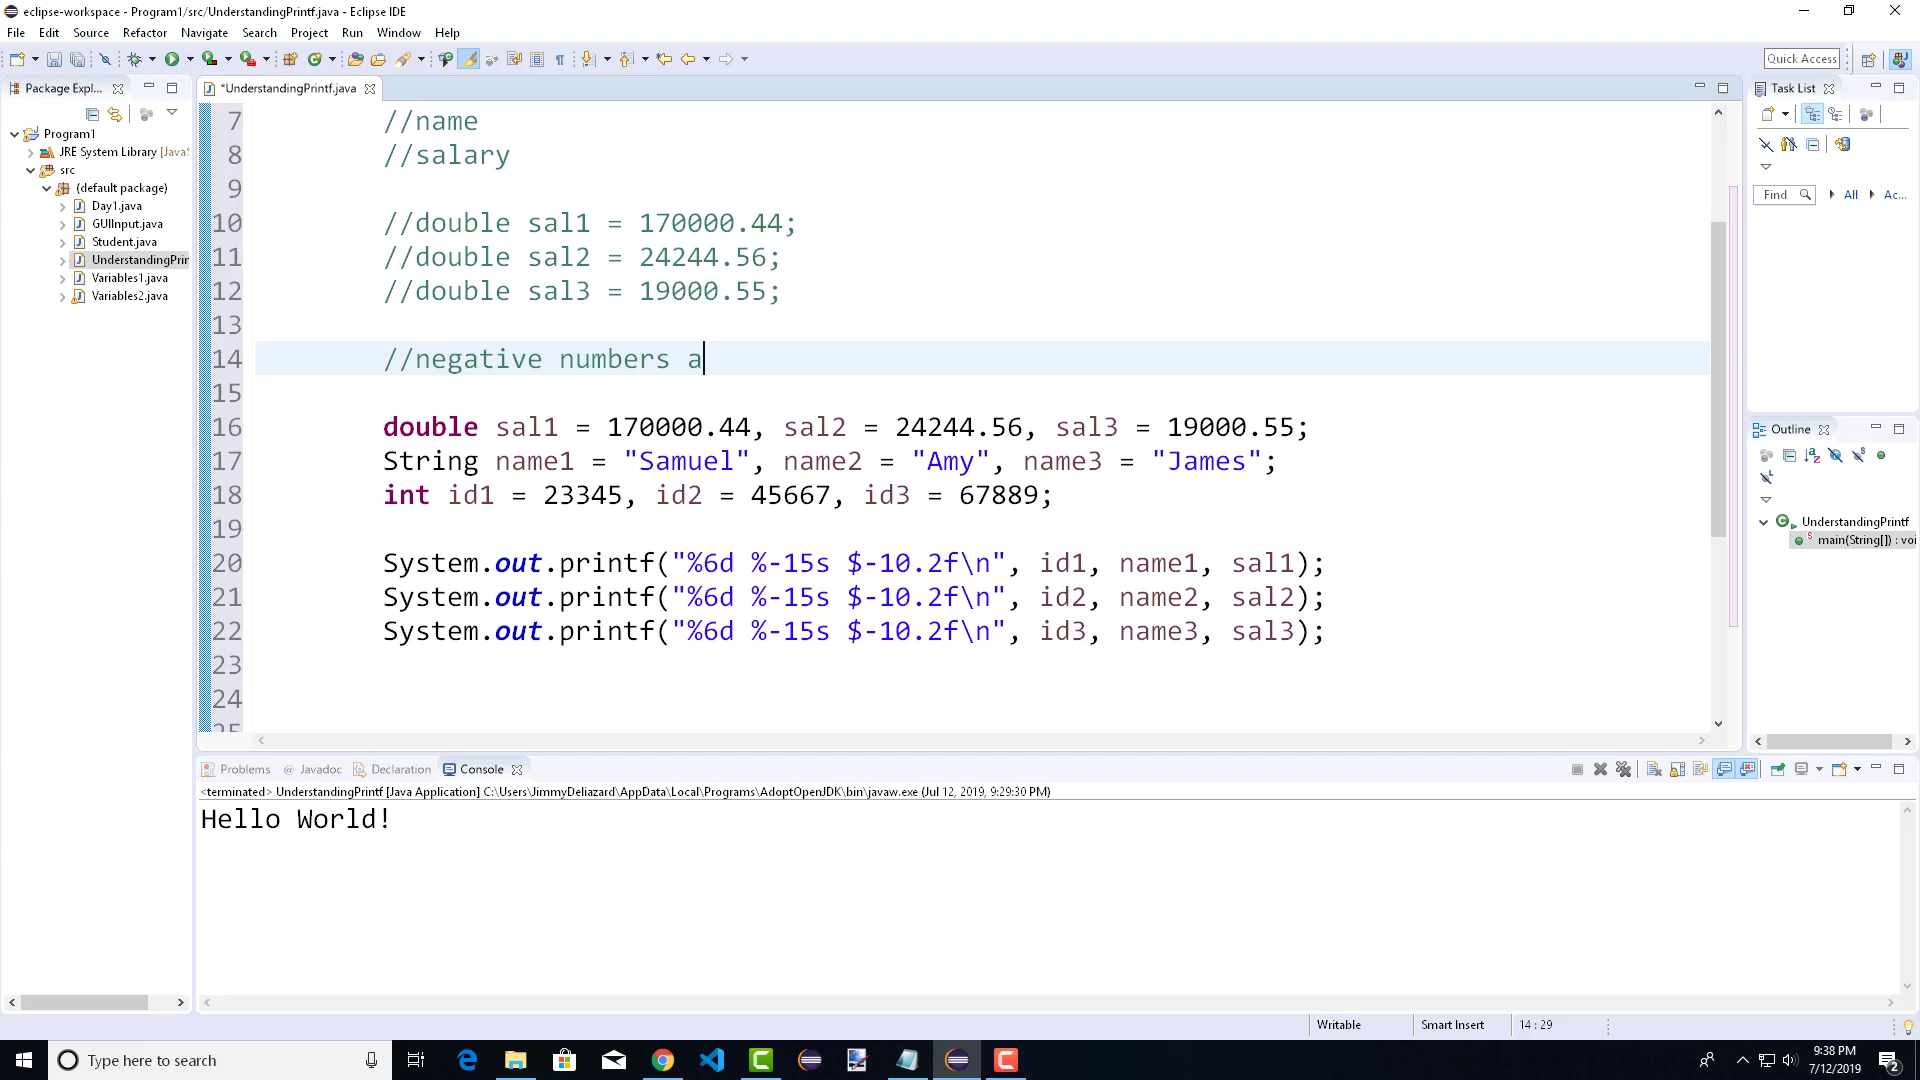 eclipse-workspace - Program1/src/UnderstandingPrintf.java - Eclipse IDE
File Edit Source Refactor Navigate Search Project Run Window Help
Quick Access
Package Expl...
*UnderstandingPrintf.java
Task List
Program1
JRE System Library [Java
src
(default package)
Day1.java
GUIInput.java
Student.java
UnderstandingPrin
Variables1.java
Variables2.java
7 //name
8 //salary
9
10 //double sal1 = 170000.44;
11 //double sal2 = 24244.56;
12 //double sal3 = 19000.55;
13
14 //negative numbers a
15
16 double sal1 = 170000.44, sal2 = 24244.56, sal3 = 19000.55;
17 String name1 = "Samuel", name2 = "Amy", name3 = "James";
18 int id1 = 23345, id2 = 45667, id3 = 67889;
19
20 System.out.printf("%6d %-15s $-10.2f\n", id1, name1, sal1);
21 System.out.printf("%6d %-15s $-10.2f\n", id2, name2, sal2);
22 System.out.printf("%6d %-15s $-10.2f\n", id3, name3, sal3);
23
24
25
Find All Ac...
Outline
UnderstandingPrintf
main(String[]) : voi
Problems Javadoc Declaration Console
<terminated> UnderstandingPrintf [Java Application] C:\Users\JimmyDeliazard\AppData\Local\Programs\AdoptOpenJDK\bin\javaw.exe (Jul 12, 2019, 9:29:30 PM)
Hello World!
Writable Smart Insert 14 : 29
Type here to search
9:38 PM
7/12/2019
2